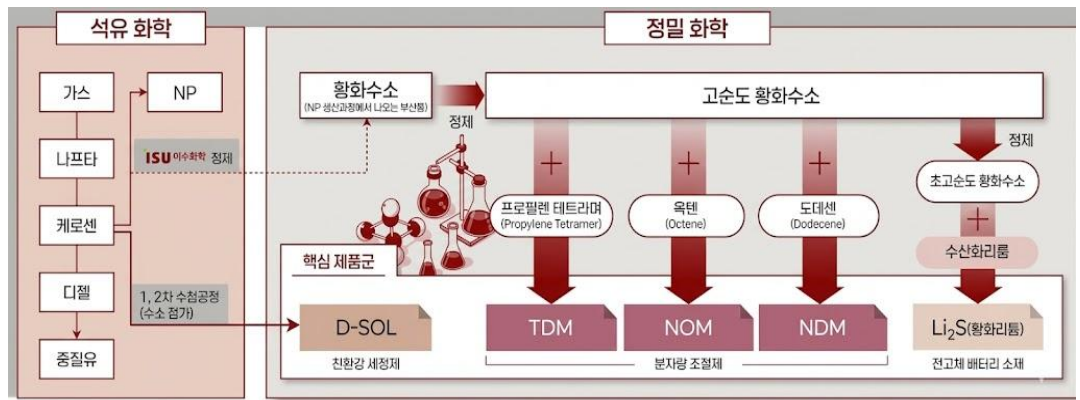 석유 화학
정밀 화학
가스
NP
나프타
ISU 이수화학 정제
케로센
디젤
1, 2차 수첨공정
(수소 점가)
중질유
황화수소
(NP 생산과정에서 나오는 부산통)
정제
고순도 황화수소
정제
초고순도 황화수소
프로필렌 테트라며
(Propylene Tetramer)
옥텐
(Octene)
도데센
(Dodecene)
수산화리룸
핵심 제품군
D-SOL
TDM
NOM
NDM
Li₂S(황화리튬)
친환강 세정제
분자량 조절제
전고체 배터리 소재